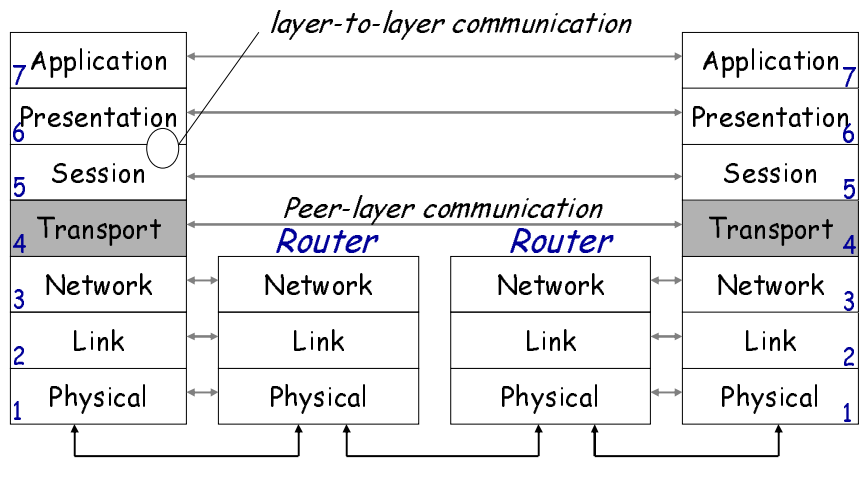 layer-to-layer communication
7 Application
Application 7
6 Presentation
Presentation 6
5 Session
Session 5
Peer-layer communication
4 Transport
Transport 4
Router
Router
3 Network
Network
Network
Network 3
2 Link
Link
Link
Link 2
1 Physical
Physical
Physical
Physical 1